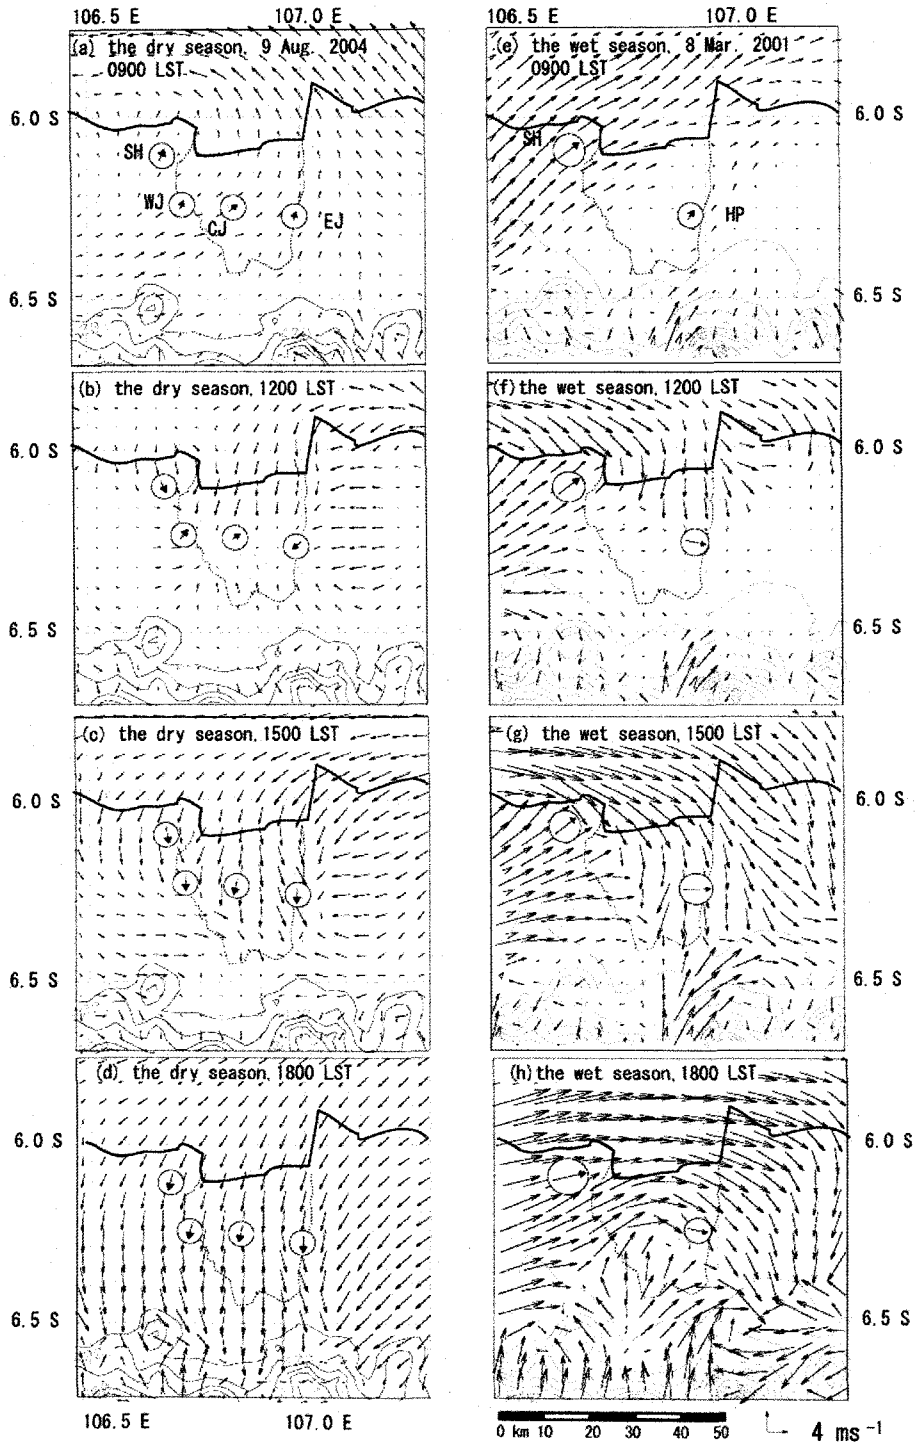 106.5 E 107.0 E 106.5 E 107.0 E
(a) the dry season, 9 Aug. 2004
0900 LST
(e) the wet season, 8 Mar. 2001
0900 LST
6.0 S 6.0 S
SH
SH
WJ
CJ
EJ
HP
6.5 S 6.5 S
(b) the dry season, 1200 LST
(f) the wet season, 1200 LST
6.0 S 6.0 S
6.5 S 6.5 S
(c) the dry season, 1500 LST
(g) the wet season, 1500 LST
6.0 S 6.0 S
6.5 S 6.5 S
(d) the dry season, 1800 LST
(h) the wet season, 1800 LST
6.0 S 6.0 S
6.5 S 6.5 S
106.5 E 107.0 E
0 km 10 20 30 40 50
4 ms⁻¹